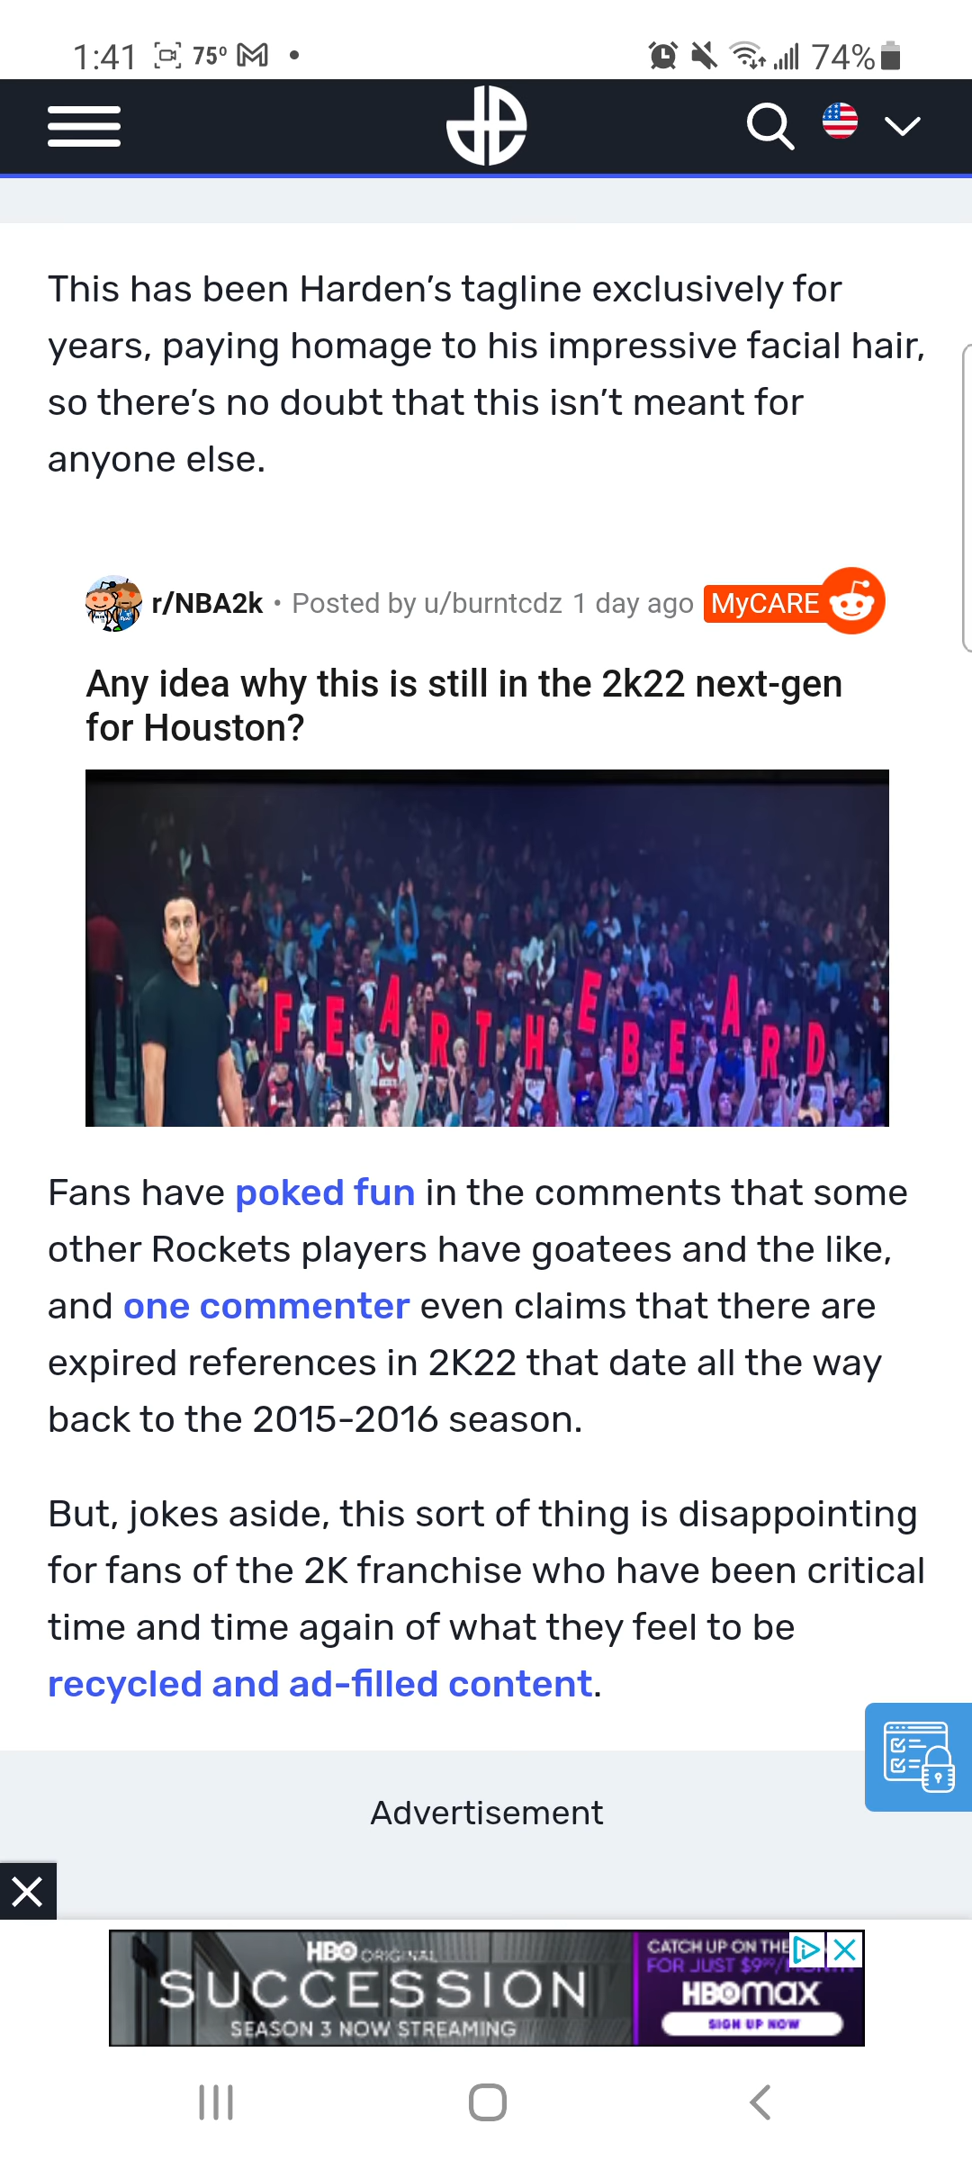 1:41 75° 74%
This has been Harden’s tagline exclusively for
years, paying homage to his impressive facial hair,
so there’s no doubt that this isn’t meant for
anyone else.
r/NBA2k • Posted by u/burntcdz 1 day ago MyCARE
Any idea why this is still in the 2k22 next-gen
for Houston?
FEAR THE BEARD
Fans have poked fun in the comments that some
other Rockets players have goatees and the like,
and one commenter even claims that there are
expired references in 2K22 that date all the way
back to the 2015-2016 season.
But, jokes aside, this sort of thing is disappointing
for fans of the 2K franchise who have been critical
time and time again of what they feel to be
recycled and ad-filled content.
Advertisement
HBO ORIGINAL
SUCCESSION
SEASON 3 NOW STREAMING
CATCH UP ON THE
FOR JUST $9.99/
HBOmax
SIGN UP NOW